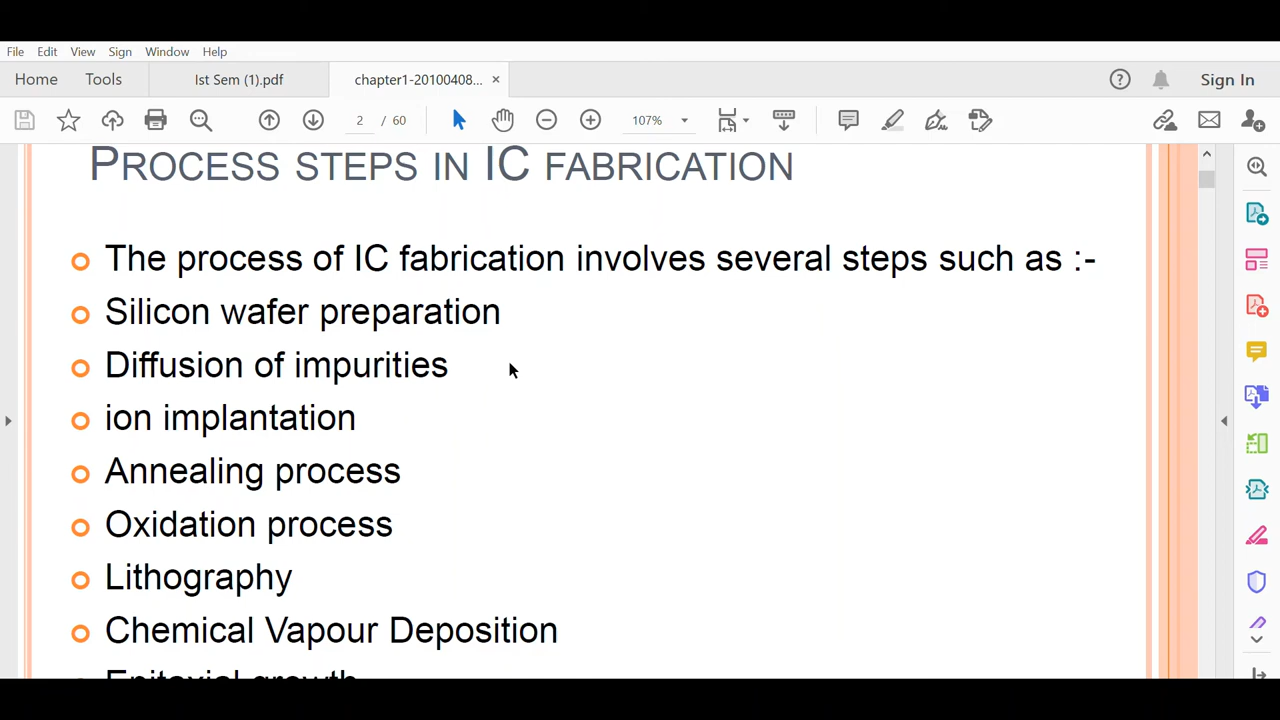 File Edit View Sign Window Help
Home Tools Ist Sem (1).pdf chapter1-20100408... × Sign In
2 / 60 107%
PROCESS STEPS IN IC FABRICATION
The process of IC fabrication involves several steps such as :-
Silicon wafer preparation
Diffusion of impurities
ion implantation
Annealing process
Oxidation process
Lithography
Chemical Vapour Deposition
Epitaxial growth